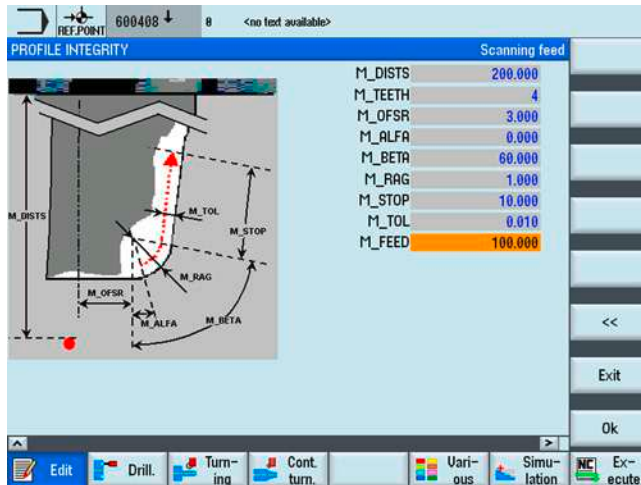 REF.POINT 600408 0 <no text available>
PROFILE INTEGRITY Scanning feed
M_DISTS 200.000
M_TEETH 4
M_OFSR 3.000
M_ALFA 0.000
M_BETA 60.000
M_RAG 1.000
M_STOP 10.000
M_TOL 0.010
M_FEED 100.000
M_DISTS
M_TOL
M_STOP
M_RAG
M_OFSR
M_ALFA
M_BETA
<<
Exit
Ok
Edit
Drill.
Turn-
ing
Cont.
turn.
Vari-
ous
Simu-
lation
NC Ex-
ecute